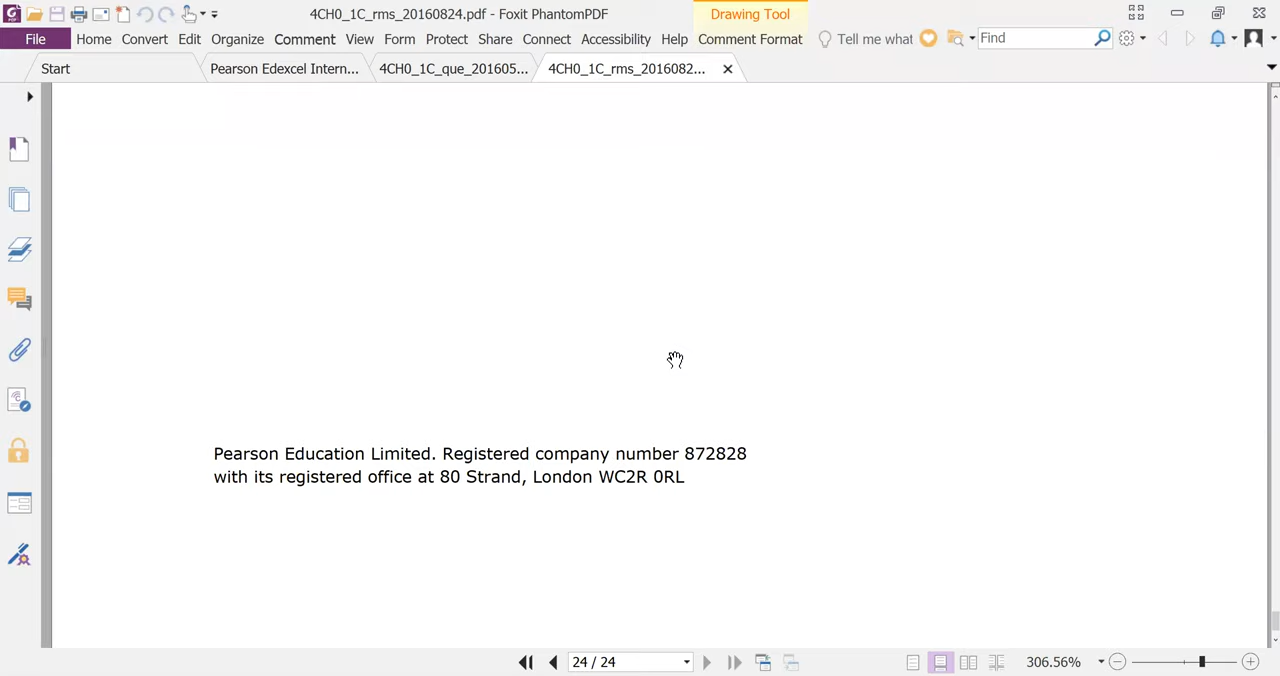 4CH0_1C_rms_20160824.pdf - Foxit PhantomPDF
Drawing Tool
File Home Convert Edit Organize Comment View Form Protect Share Connect Accessibility Help Comment Format Tell me what Find
Start Pearson Edexcel Intern... 4CH0_1C_que_201605... 4CH0_1C_rms_2016082...
Pearson Education Limited. Registered company number 872828
with its registered office at 80 Strand, London WC2R 0RL
24 / 24 306.56%